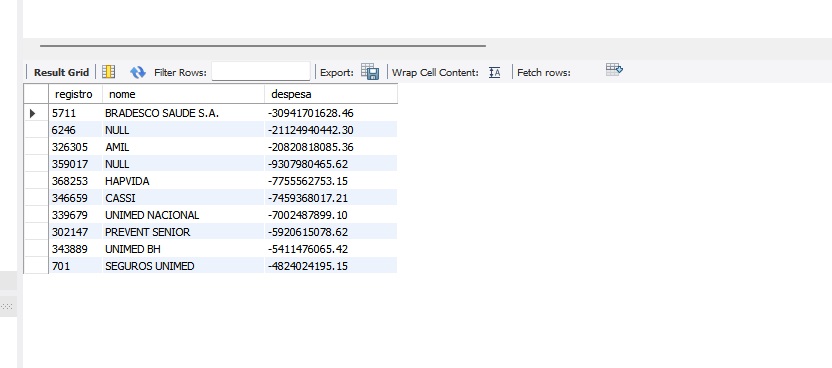 Result Grid Filter Rows: Export: Wrap Cell Content: Fetch rows:
registro nome despesa
5711 BRADESCO SAUDE S.A. -30941701628.46
6246 NULL -21124940442.30
326305 AMIL -20820818085.36
359017 NULL -9307980465.62
368253 HAPVIDA -7755562753.15
346659 CASSI -7459368017.21
339679 UNIMED NACIONAL -7002487899.10
302147 PREVENT SENIOR -5920615078.62
343889 UNIMED BH -5411476065.42
701 SEGUROS UNIMED -4824024195.15